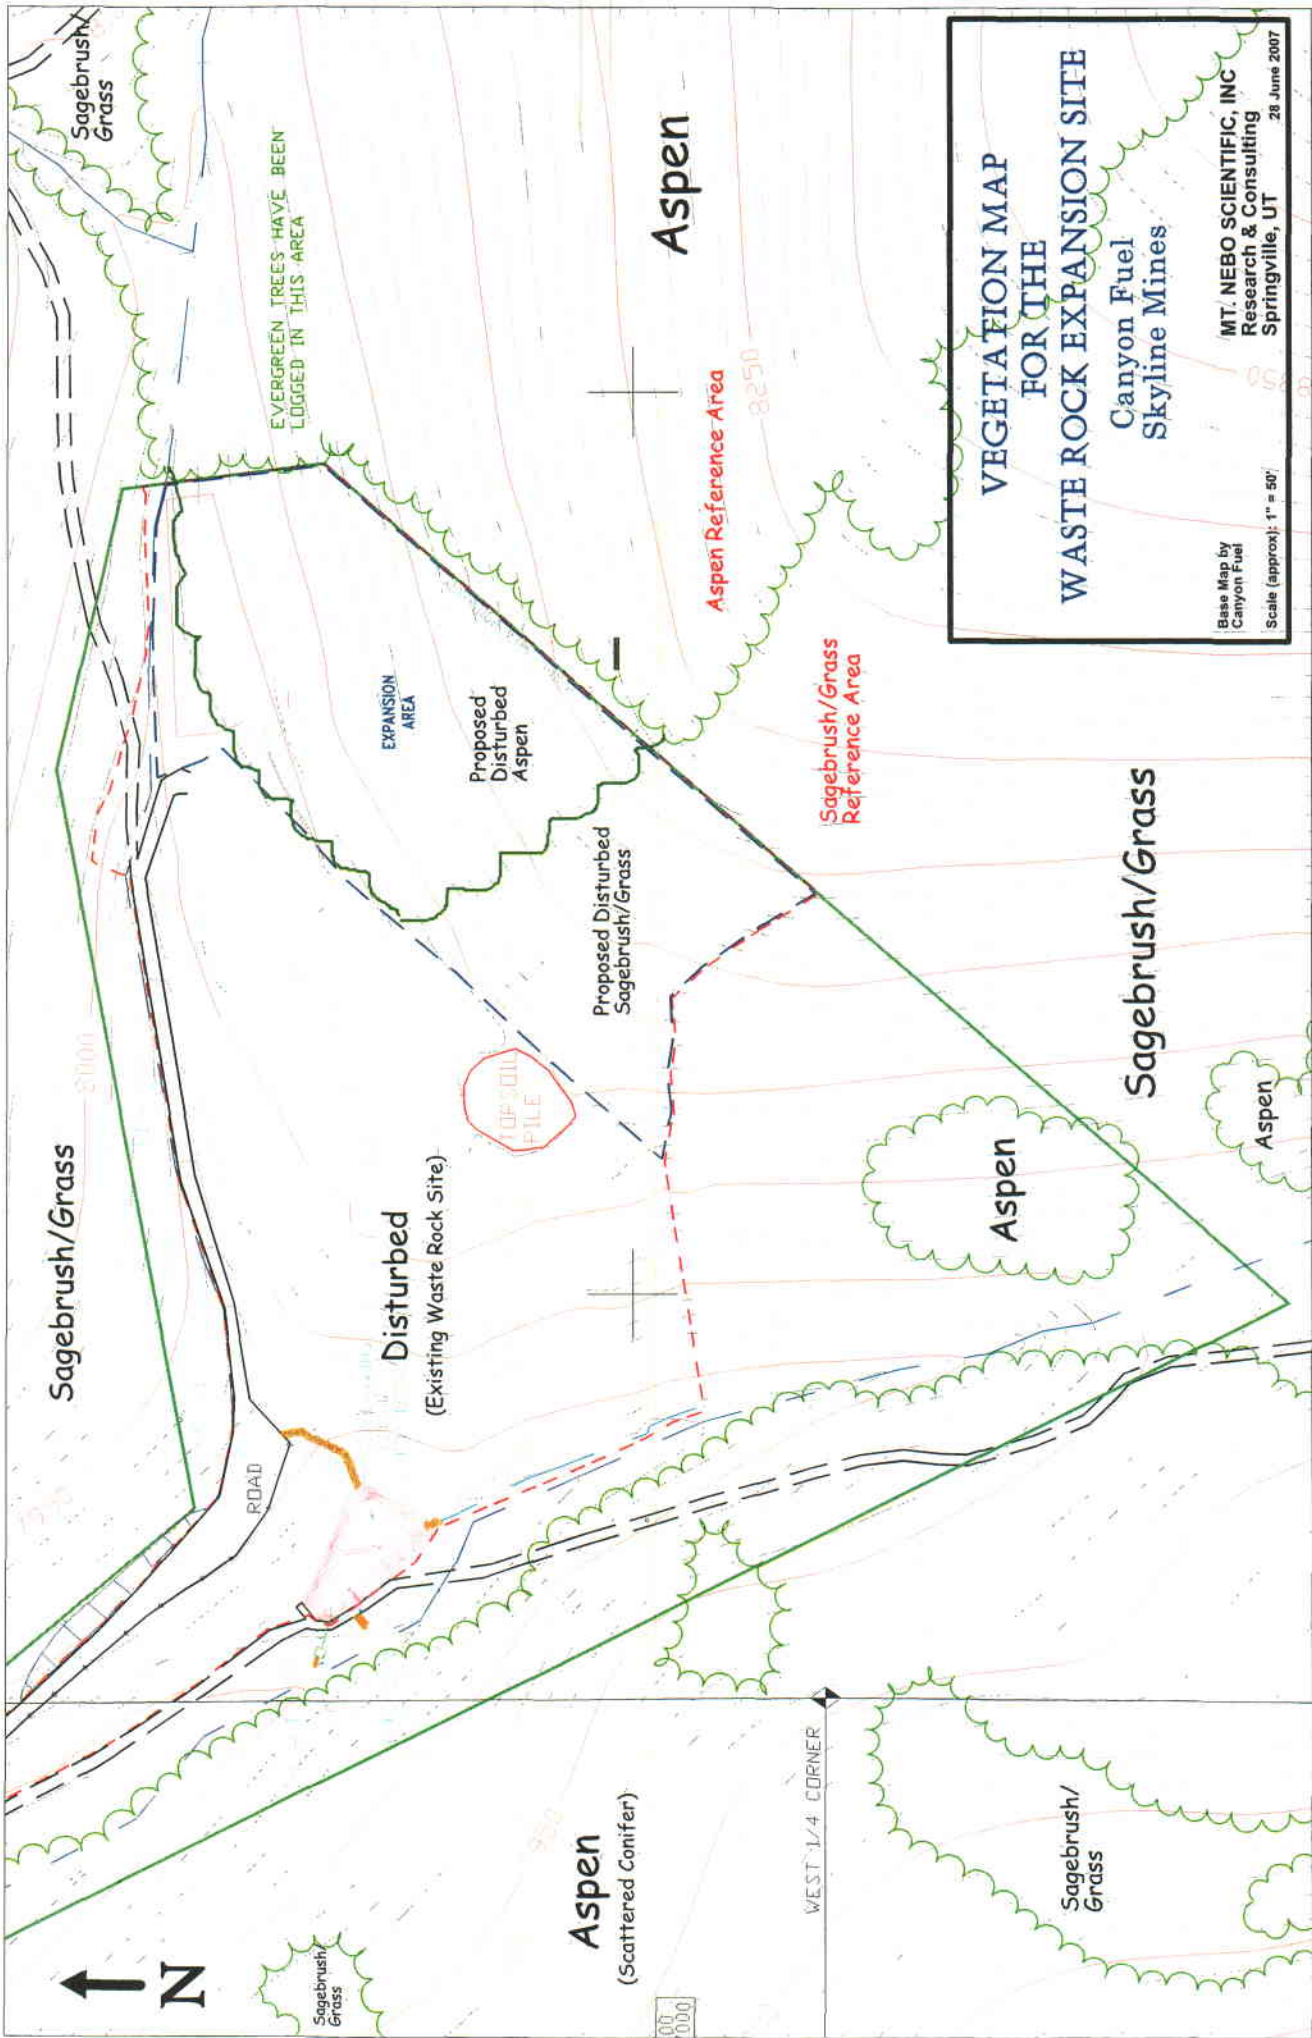 Sagebrush/
Grass
EVERGREEN TREES HAVE BEEN
LOGGED IN THIS AREA
Aspen
Sagebrush/Grass
8000
EXPANSION
AREA
Proposed
Disturbed
Aspen
Aspen Reference Area
8250
Proposed Disturbed
Sagebrush/Grass
Sagebrush/Grass
Reference Area
TOPSOIL
PILE
Disturbed
(Existing Waste Rock Site)
ROAD
Aspen
Sagebrush/Grass
Aspen
N
Sagebrush/
Grass
Aspen
(Scattered Conifer)
WEST 1/4 CORNER
Sagebrush/
Grass
VEGETATION MAP
FOR THE
WASTE ROCK EXPANSION SITE
Canyon Fuel
Skyline Mines
Base Map by
Canyon Fuel
Scale (approx): 1" = 50'
MT. NEBO SCIENTIFIC, INC
Research & Consulting
Springville, UT
28 June 2007